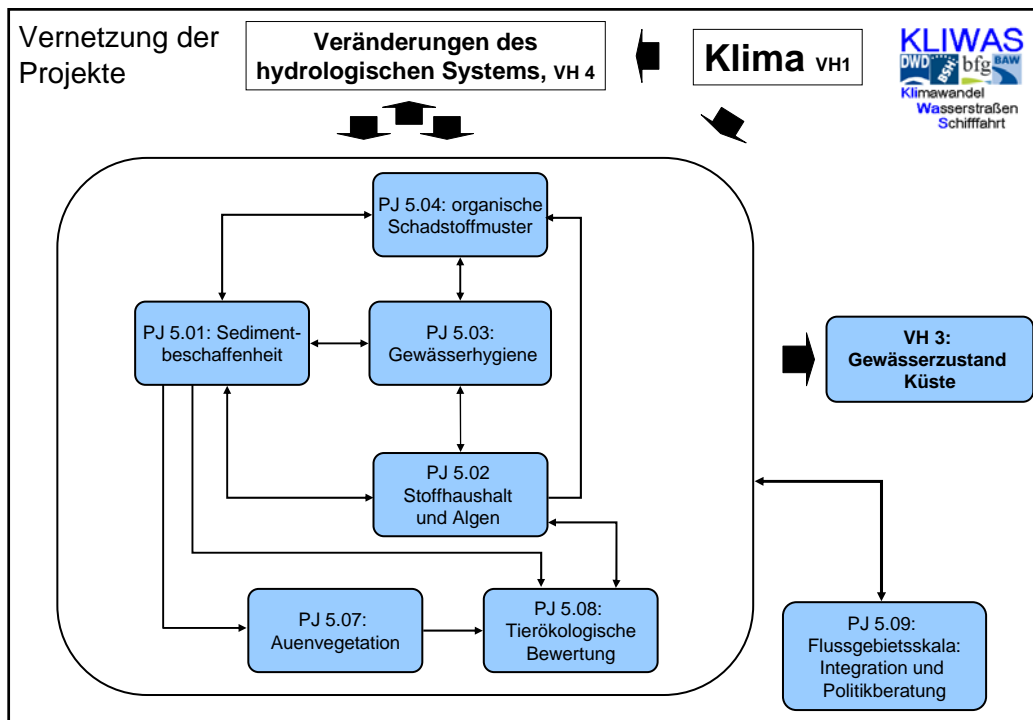 Vernetzung der
Projekte
Veränderungen des
hydrologischen Systems, VH 4
Klima VH1
KLIWAS
DWD BSH bfg BAW
Klimawandel
Wasserstraßen
Schifffahrt
PJ 5.04: organische
Schadstoffmuster
PJ 5.01: Sediment-
beschaffenheit
PJ 5.03:
Gewässerhygiene
VH 3:
Gewässerzustand
Küste
PJ 5.02
Stoffhaushalt
und Algen
PJ 5.07:
Auenvegetation
PJ 5.08:
Tierökologische
Bewertung
PJ 5.09:
Flussgebietsskala:
Integration und
Politikberatung